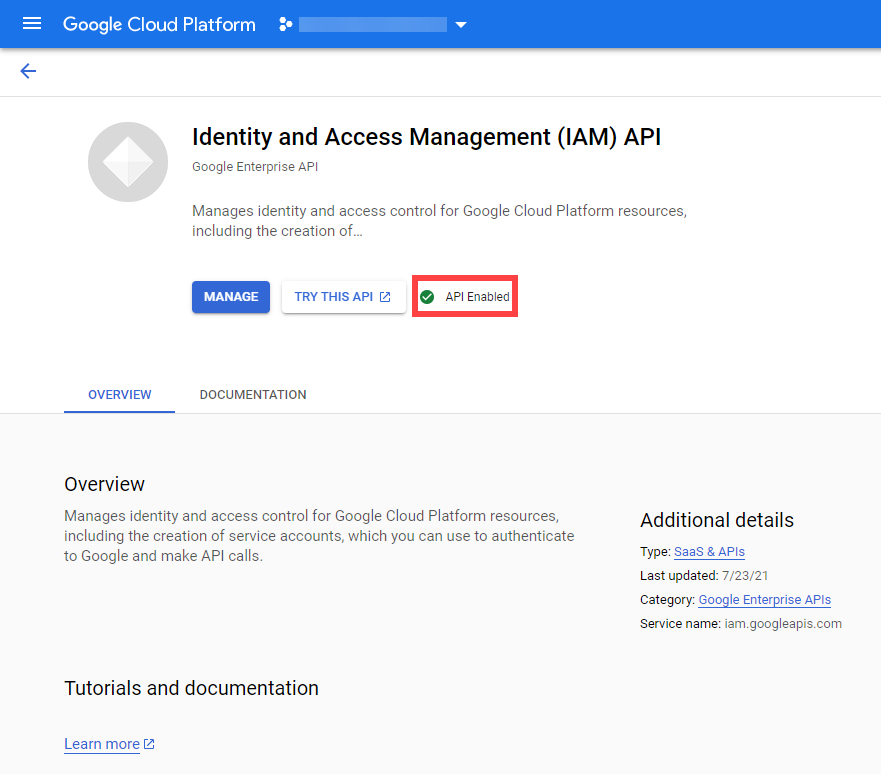 Google Cloud Platform
Identity and Access Management (IAM) API
Google Enterprise API
Manages identity and access control for Google Cloud Platform resources,
including the creation of…
MANAGE
TRY THIS API
API Enabled
OVERVIEW
DOCUMENTATION
Overview
Manages identity and access control for Google Cloud Platform resources,
including the creation of service accounts, which you can use to authenticate
to Google and make API calls.
Additional details
Type: SaaS & APIs
Last updated: 7/23/21
Category: Google Enterprise APIs
Service name: iam.googleapis.com
Tutorials and documentation
Learn more